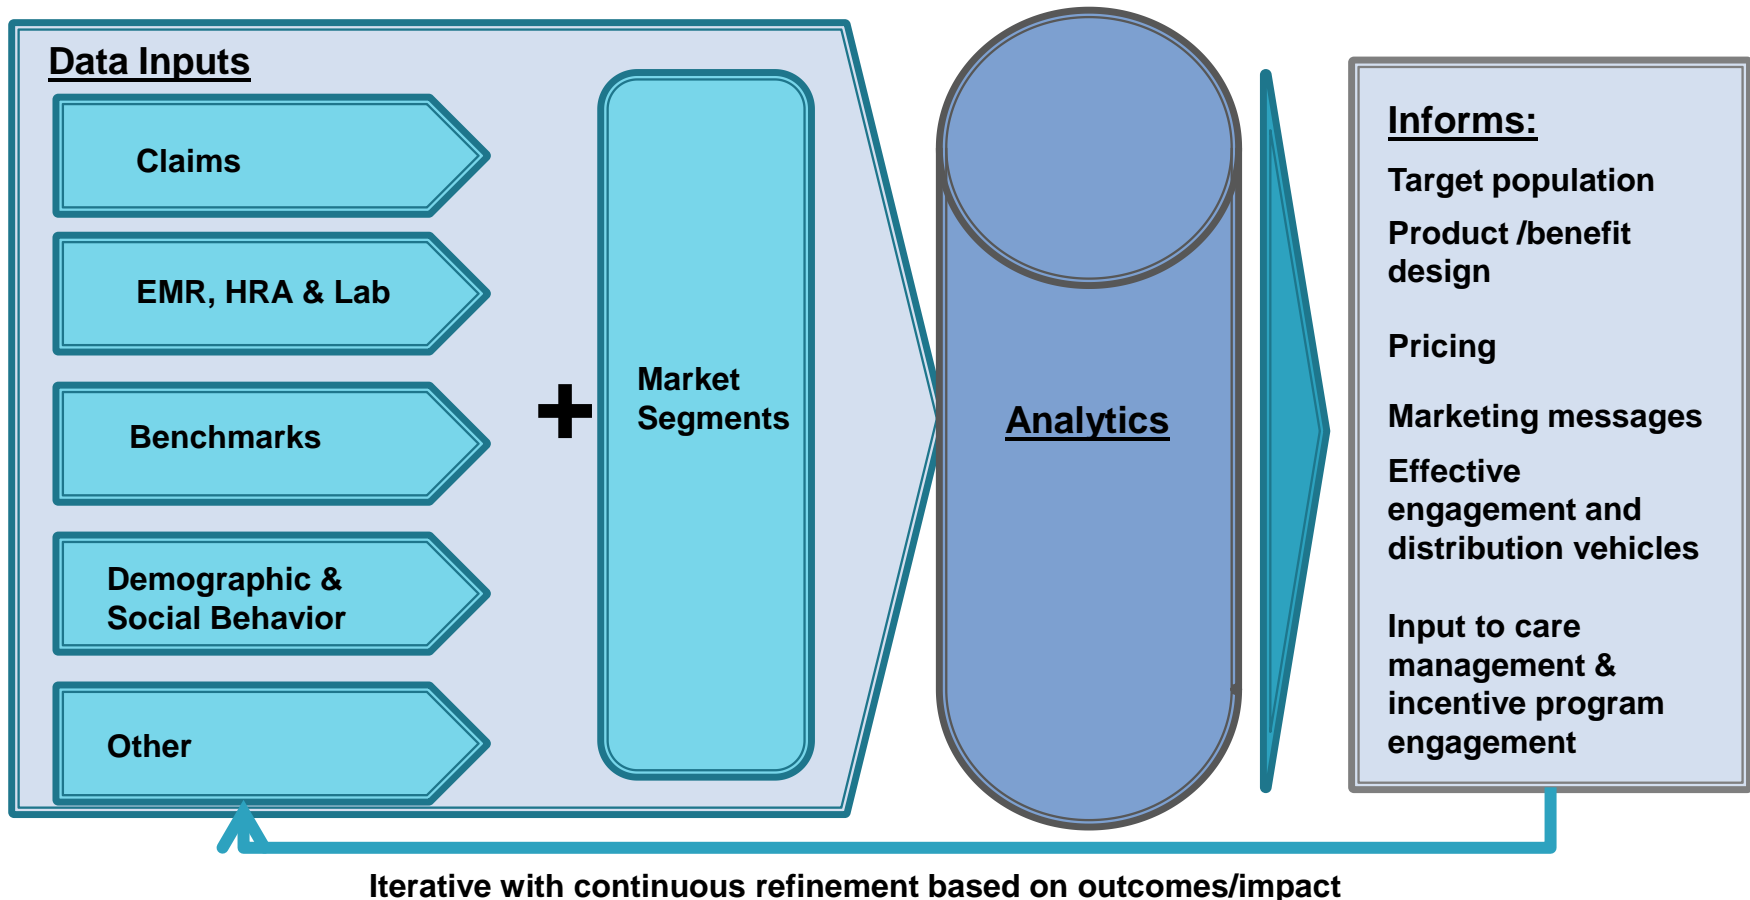 Data Inputs
Claims
EMR, HRA & Lab
Benchmarks
Demographic &
Social Behavior
Other
+
Market
Segments
Analytics
Informs:
Target population
Product /benefit
design
Pricing
Marketing messages
Effective
engagement and
distribution vehicles
Input to care
management &
incentive program
engagement
Iterative with continuous refinement based on outcomes/impact